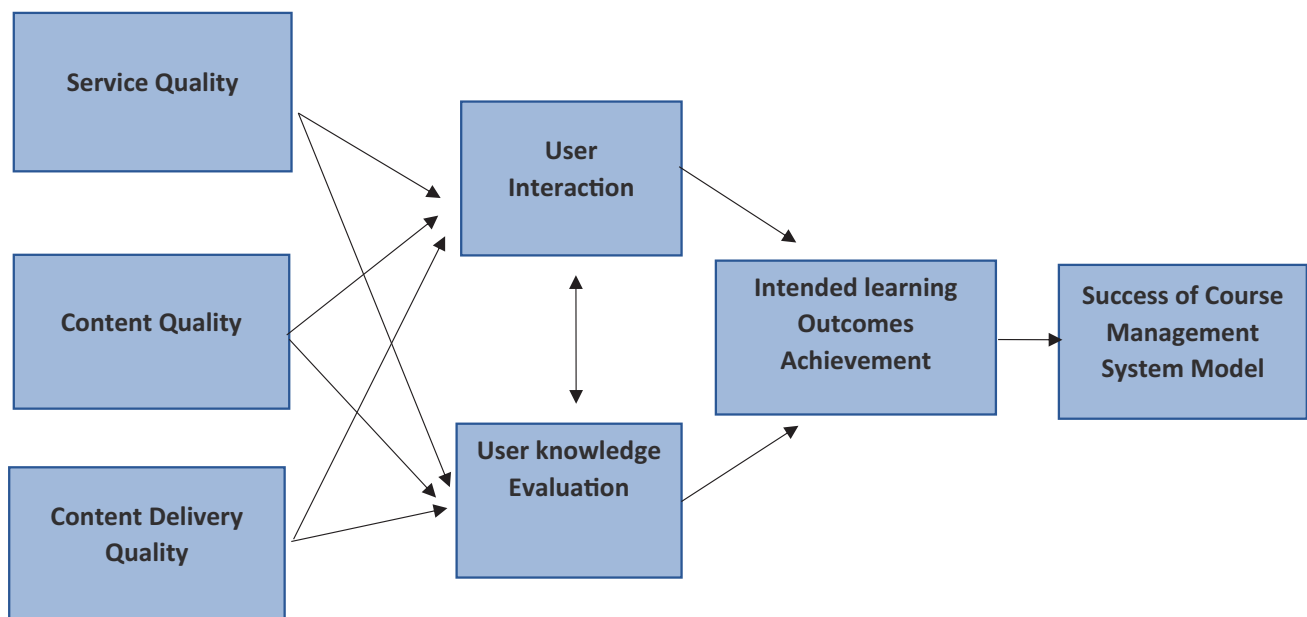 Service Quality
Content Quality
Content Delivery
Quality
User
Interaction
User knowledge
Evaluation
Intended learning
Outcomes
Achievement
Success of Course
Management
System Model